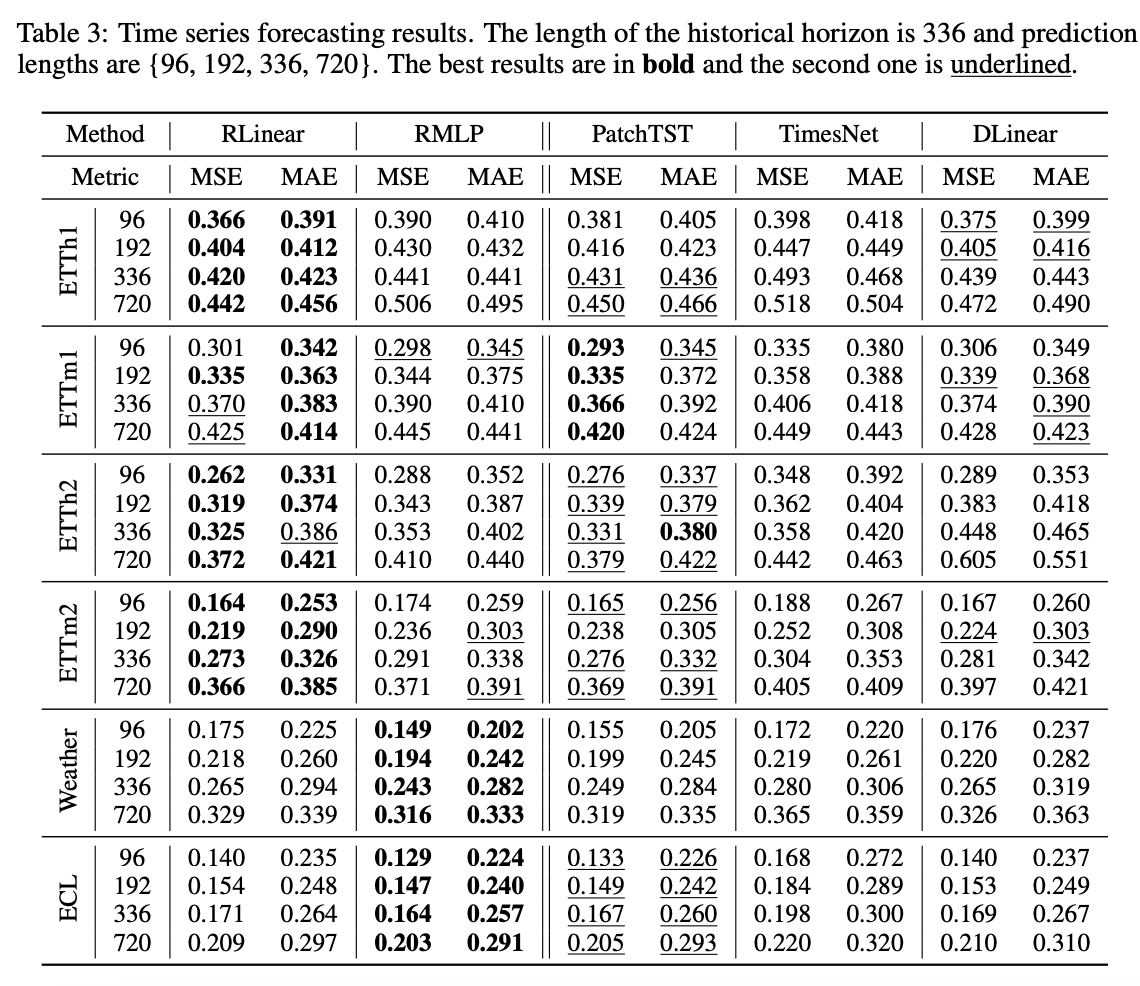 Table 3: Time series forecasting results. The length of the historical horizon is 336 and prediction
lengths are {96, 192, 336, 720}. The best results are in bold and the second one is underlined.
Method RLinear RMLP PatchTST TimesNet DLinear
Metric MSE MAE MSE MAE MSE MAE MSE MAE MSE MAE
ETTh1
96 0.366 0.391 0.390 0.410 0.381 0.405 0.398 0.418 0.375 0.399
192 0.404 0.412 0.430 0.432 0.416 0.423 0.447 0.449 0.405 0.416
336 0.420 0.423 0.441 0.441 0.431 0.436 0.493 0.468 0.439 0.443
720 0.442 0.456 0.506 0.495 0.450 0.466 0.518 0.504 0.472 0.490
ETTm1
96 0.301 0.342 0.298 0.345 0.293 0.345 0.335 0.380 0.306 0.349
192 0.335 0.363 0.344 0.375 0.335 0.372 0.358 0.388 0.339 0.368
336 0.370 0.383 0.390 0.410 0.366 0.392 0.406 0.418 0.374 0.390
720 0.425 0.414 0.445 0.441 0.420 0.424 0.449 0.443 0.428 0.423
ETTh2
96 0.262 0.331 0.288 0.352 0.276 0.337 0.348 0.392 0.289 0.353
192 0.319 0.374 0.343 0.387 0.339 0.379 0.362 0.404 0.383 0.418
336 0.325 0.386 0.353 0.402 0.331 0.380 0.358 0.420 0.448 0.465
720 0.372 0.421 0.410 0.440 0.379 0.422 0.442 0.463 0.605 0.551
ETTm2
96 0.164 0.253 0.174 0.259 0.165 0.256 0.188 0.267 0.167 0.260
192 0.219 0.290 0.236 0.303 0.238 0.305 0.252 0.308 0.224 0.303
336 0.273 0.326 0.291 0.338 0.276 0.332 0.304 0.353 0.281 0.342
720 0.366 0.385 0.371 0.391 0.369 0.391 0.405 0.409 0.397 0.421
Weather
96 0.175 0.225 0.149 0.202 0.155 0.205 0.172 0.220 0.176 0.237
192 0.218 0.260 0.194 0.242 0.199 0.245 0.219 0.261 0.220 0.282
336 0.265 0.294 0.243 0.282 0.249 0.284 0.280 0.306 0.265 0.319
720 0.329 0.339 0.316 0.333 0.319 0.335 0.365 0.359 0.326 0.363
ECL
96 0.140 0.235 0.129 0.224 0.133 0.226 0.168 0.272 0.140 0.237
192 0.154 0.248 0.147 0.240 0.149 0.242 0.184 0.289 0.153 0.249
336 0.171 0.264 0.164 0.257 0.167 0.260 0.198 0.300 0.169 0.267
720 0.209 0.297 0.203 0.291 0.205 0.293 0.220 0.320 0.210 0.310